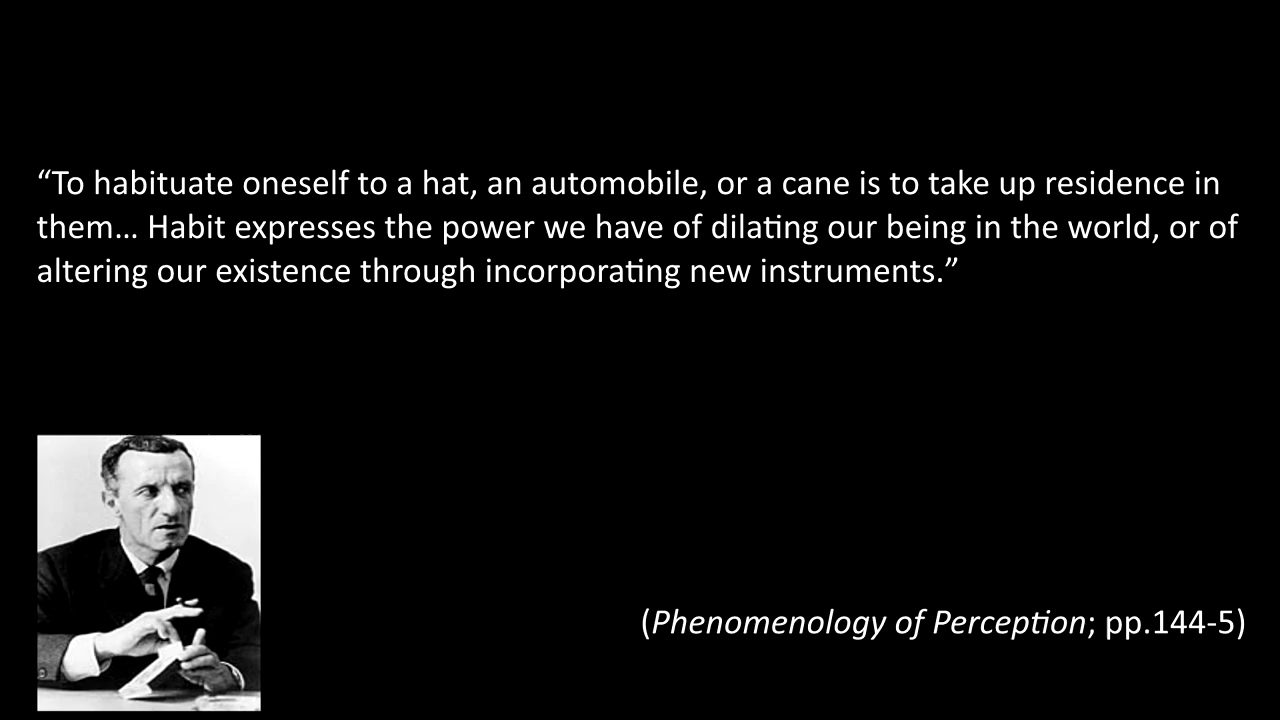 “To habituate oneself to a hat, an automobile, or a cane is to take up residence in
them… Habit expresses the power we have of dilating our being in the world, or of
altering our existence through incorporating new instruments.”
(Phenomenology of Perception; pp.144-5)